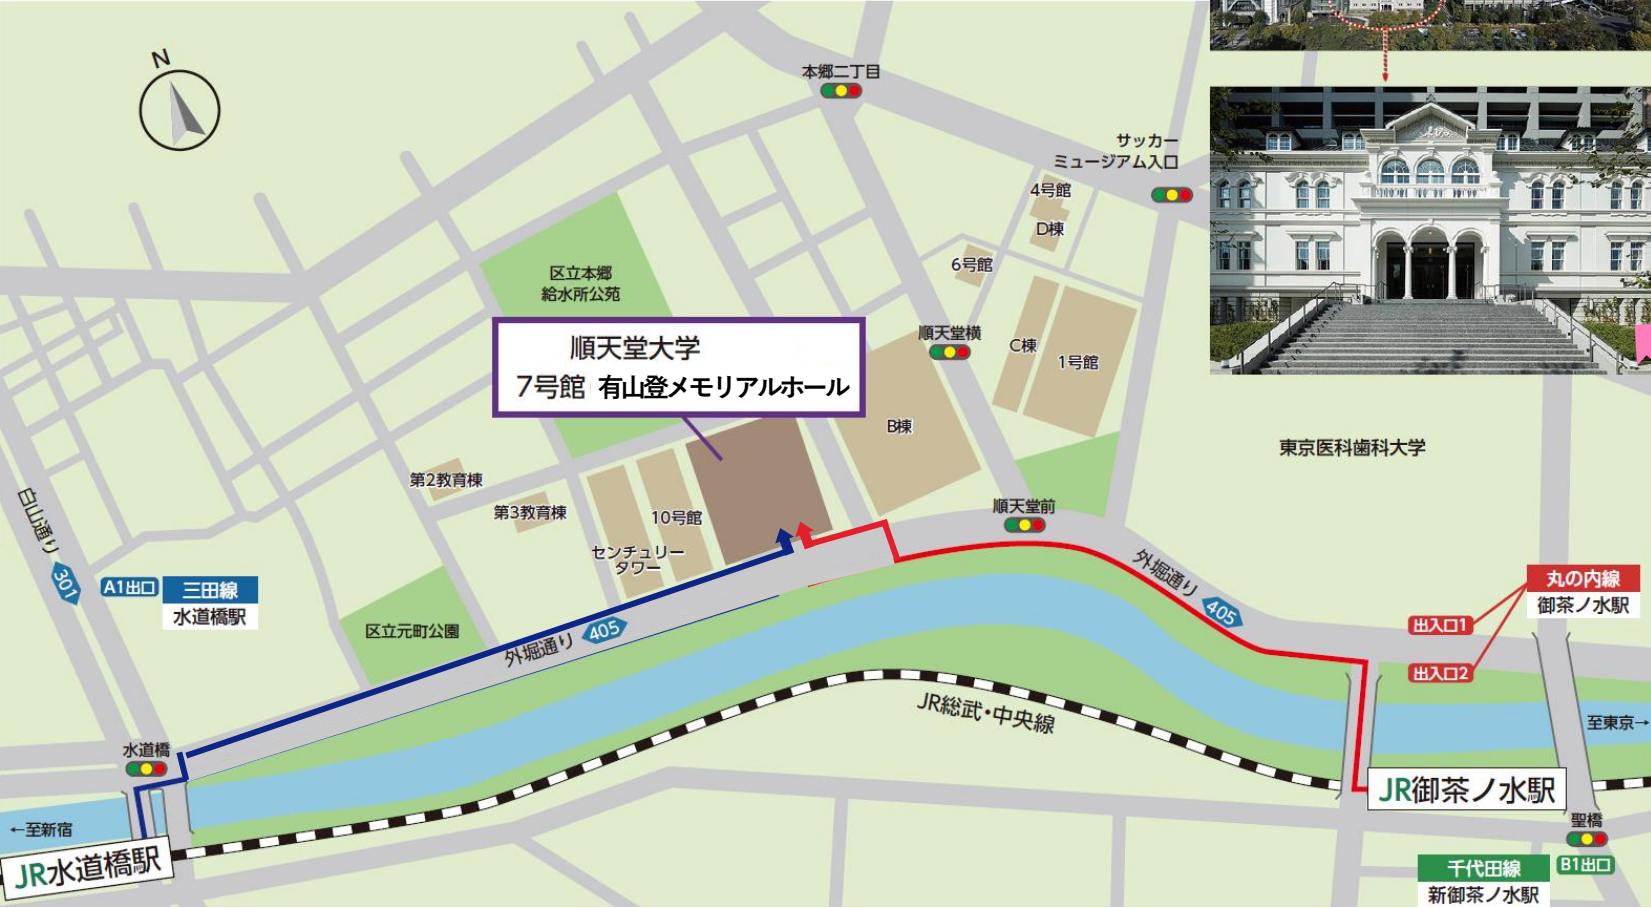 N
本郷二丁目
サッカー
ミュージアム入口
4号館
D棟
6号館
区立本郷
給水所公苑
順天堂横
C棟
1号館
順天堂大学
7号館 有山登メモリアルホール
B棟
東京医科歯科大学
第2教育棟
第3教育棟
10号館
センチュリー
タワー
順天堂前
白山通り
301
A1出口
三田線
水道橋駅
区立元町公園
外堀通り
405
外堀通り
405
丸の内線
御茶ノ水駅
出入口1
出入口2
JR総武・中央線
至東京→
水道橋
←至新宿
JR水道橋駅
JR御茶ノ水駅
聖橋
千代田線
新御茶ノ水駅
B1出口